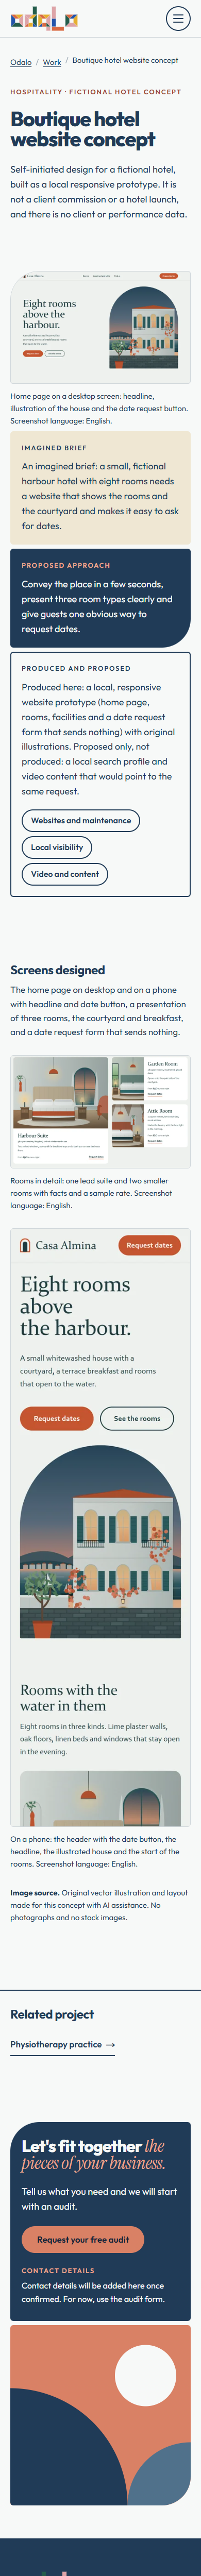 odaLo
Odalo / Work / Boutique hotel website concept
HOSPITALITY · FICTIONAL HOTEL CONCEPT
Boutique hotel
website concept
Self-initiated design for a fictional hotel,
built as a local responsive prototype. It is
not a client commission or a hotel launch,
and there is no client or performance data.
Casa Almina
Eight rooms
above the
harbour.
Home page on a desktop screen: headline,
illustration of the house and the date request button.
Screenshot language: English.
IMAGINED BRIEF
An imagined brief: a small, fictional
harbour hotel with eight rooms needs
a website that shows the rooms and
the courtyard and makes it easy to ask
for dates.
PROPOSED APPROACH
Convey the place in a few seconds,
present three room types clearly and
give guests one obvious way to
request dates.
PRODUCED AND PROPOSED
Produced here: a local, responsive
website prototype (home page,
rooms, facilities and a date request
form that sends nothing) with original
illustrations. Proposed only, not
produced: a local search profile and
video content that would point to the
same request.
Websites and maintenance
Local visibility
Video and content
Screens designed
The home page on desktop and on a phone
with headline and date button, a presentation
of three rooms, the courtyard and breakfast,
and a date request form that sends nothing.
Garden Room
Attic Room
Harbour Suite
Rooms in detail: one lead suite and two smaller
rooms with facts and a sample rate. Screenshot
language: English.
Casa Almina
Request dates
Eight rooms
above
the harbour.
A small whitewashed house with a
courtyard, a terrace breakfast and rooms
that open to the water.
Request dates
See the rooms
Rooms with the
water in them
Eight rooms in three kinds. Lime plaster walls,
oak floors, linen beds and windows that stay open
in the evening.
On a phone: the header with the date button, the
headline, the illustrated house and the start of the
rooms. Screenshot language: English.
Image source. Original vector illustration and layout
made for this concept with AI assistance. No
photographs and no stock images.
Related project
Physiotherapy practice →
Let's fit together the
pieces of your business.
Tell us what you need and we will start
with an audit.
Request your free audit
CONTACT DETAILS
Contact details will be added here once
confirmed. For now, use the audit form.